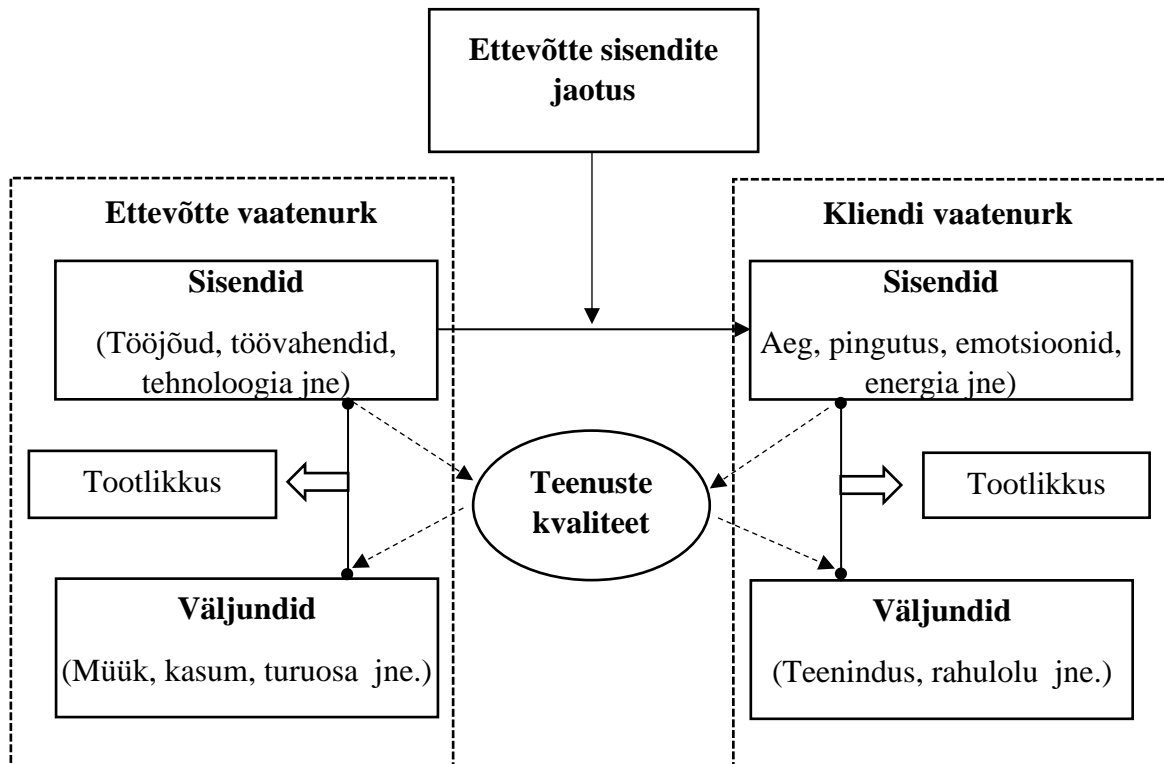 Ettevõtte sisendite
jaotus
Ettevõtte vaatenurk
Kliendi vaatenurk
Sisendid
(Tööjõud, töövahendid,
tehnoloogia jne)
Sisendid
Aeg, pingutus, emotsioonid,
energia jne)
Tootlikkus
Teenuste
kvaliteet
Tootlikkus
Väljundid
(Müük, kasum, turuosa  jne.)
Väljundid
(Teenindus, rahulolu  jne.)